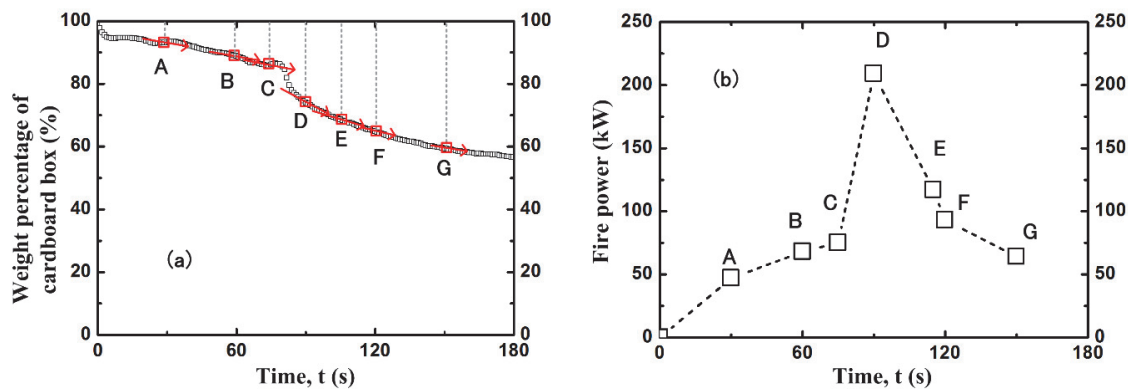 100
80
60
40
20
0
Weight percentage of
cardboard box (%)
A
B
C
D
E
F
G
(a)
100
80
60
40
20
0
0
60
120
180
Time, t (s)
250
200
150
100
50
0
Fire power (kW)
(b)
A
B
C
D
E
F
G
250
200
150
100
50
0
0
60
120
180
Time, t (s)